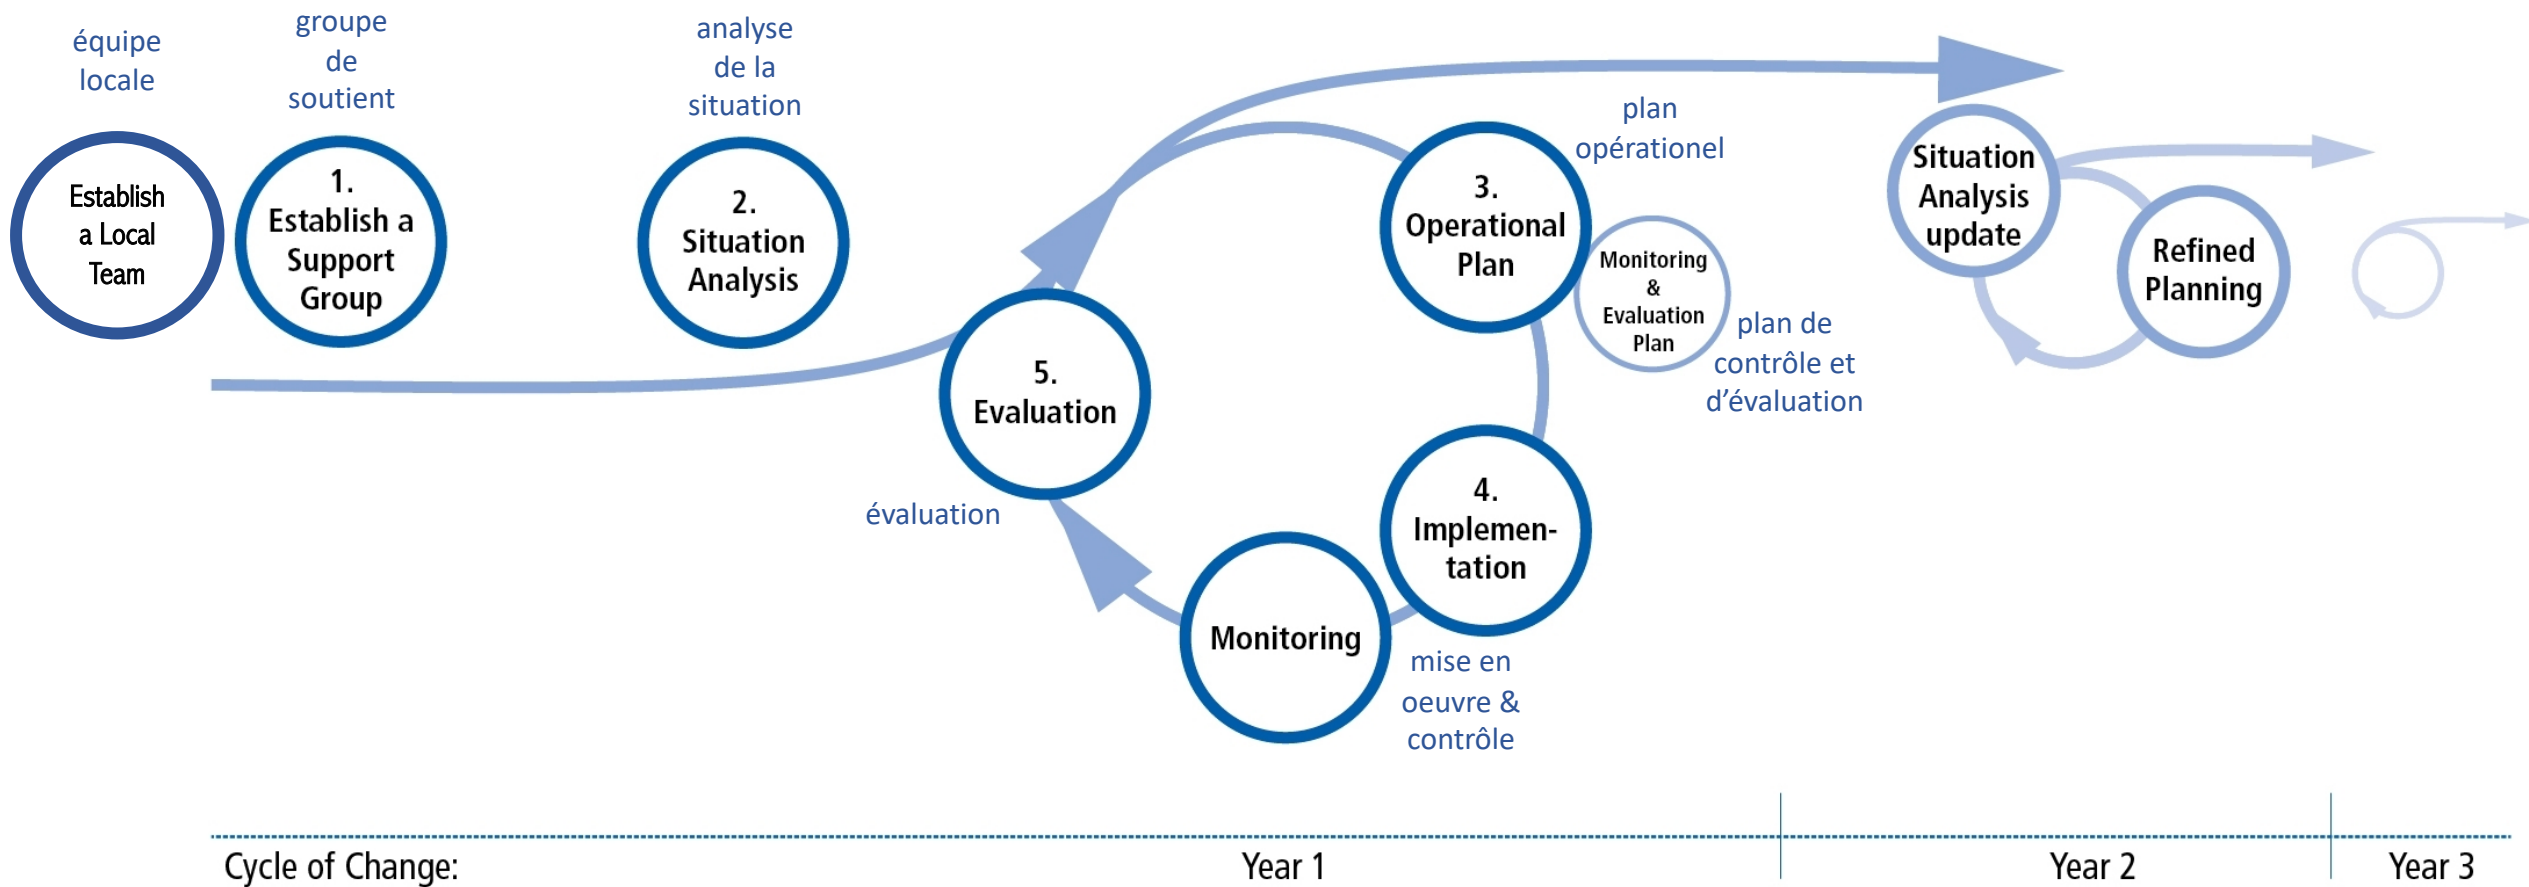 équipe
locale
Establish
a Local
Team
groupe
de
soutient
1.
Establish a
Support
Group
analyse
de la
situation
2.
Situation
Analysis
5.
Evaluation
évaluation
plan
opérationel
3.
Operational
Plan
Monitoring
&
Evaluation
Plan
plan de
contrôle et
d’évaluation
4.
Implemen-
tation
Monitoring
mise en
oeuvre &
contrôle
Situation
Analysis
update
Refined
Planning
Cycle of Change:
Year 1
Year 2
Year 3